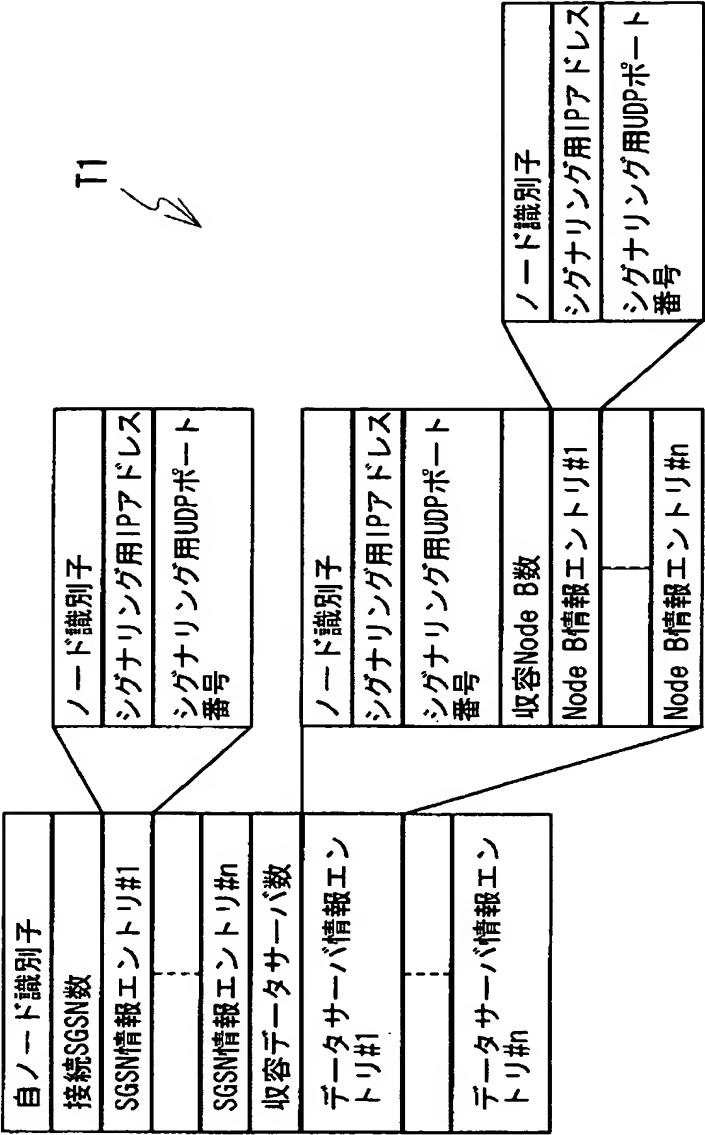 T1
自ノード識別子
接続SGSN数
SGSN情報エントリ#1
SGSN情報エントリ#n
収容データサーバ数
データサーバ情報エン
トリ#1
データサーバ情報エン
トリ#n
ノード識別子
シグナリング用IPアドレス
シグナリング用UDPポート
番号
ノード識別子
シグナリング用IPアドレス
シグナリング用UDPポート
番号
収容Node B数
Node B情報エントリ#1
Node B情報エントリ#n
ノード識別子
シグナリング用IPアドレス
シグナリング用UDPポート
番号